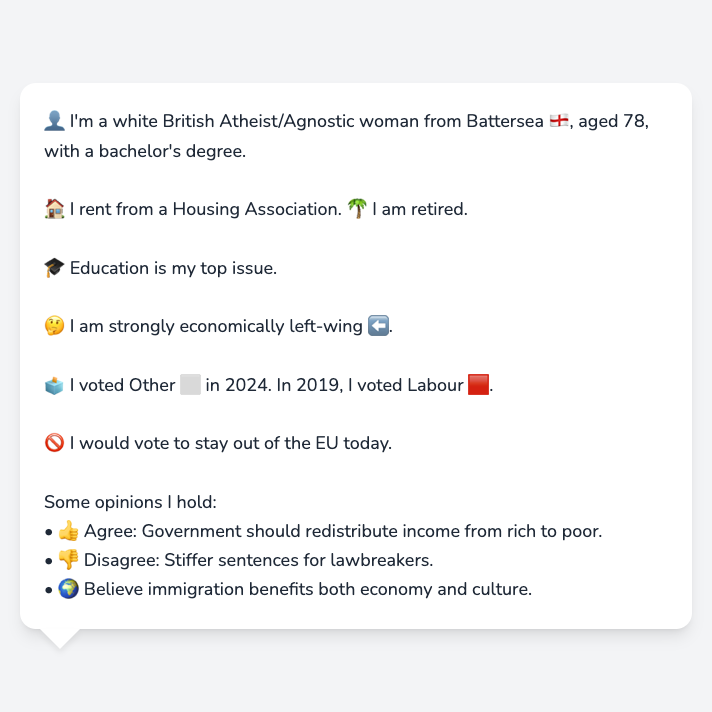 👤 I'm a white British Atheist/Agnostic woman from Battersea 🏴󠁧󠁢󠁥󠁮󠁧󠁿, aged 78,
with a bachelor's degree.
🏠 I rent from a Housing Association. 🌴 I am retired.
🎓 Education is my top issue.
🤔 I am strongly economically left-wing ⬅️.
🗳️ I voted Other ⬜ in 2024. In 2019, I voted Labour 🟥.
🚫 I would vote to stay out of the EU today.
Some opinions I hold:
• 👍 Agree: Government should redistribute income from rich to poor.
• 👎 Disagree: Stiffer sentences for lawbreakers.
• 🌍 Believe immigration benefits both economy and culture.